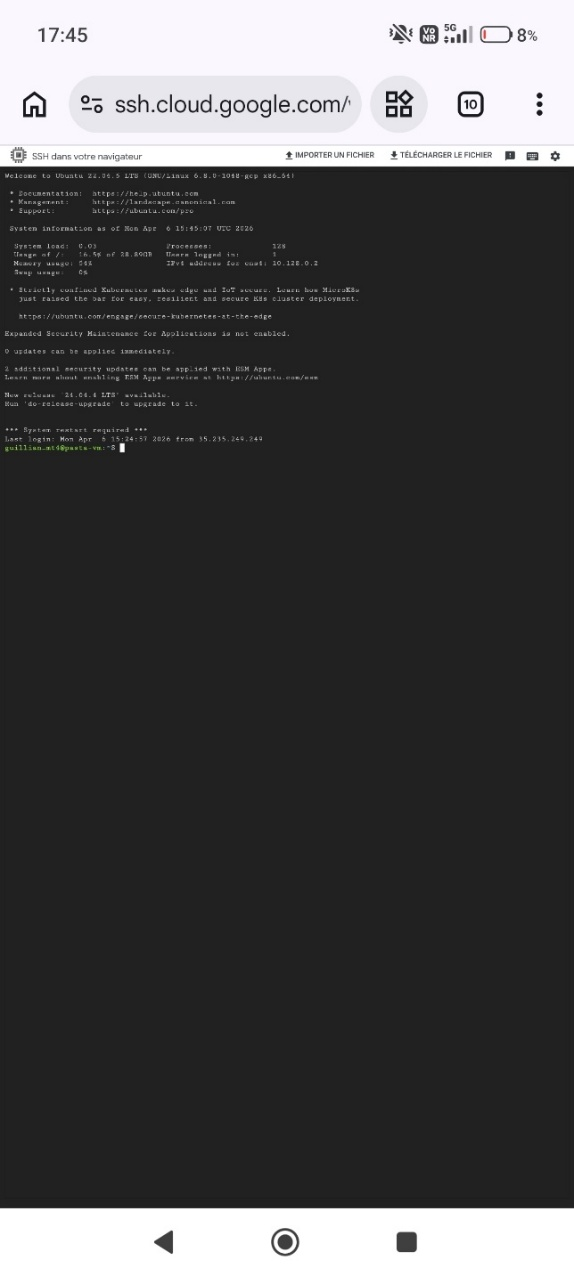 17:45
VO NR 5G 8%
ssh.cloud.google.com/
10
SSH dans votre navigateur IMPORTER UN FICHIER TÉLÉCHARGER LE FICHIER
Welcome to Ubuntu 22.04.5 LTS (GNU/Linux 6.8.0-1048-gcp x86_64)
* Documentation: https://help.ubuntu.com
* Management: https://landscape.canonical.com
* Support: https://ubuntu.com/pro
System information as of Mon Apr 6 15:45:07 UTC 2026
System load: 0.03 Processes: 128
Usage of /: 16.5% of 28.89GB Users logged in: 1
Memory usage: 54% IPv4 address for ens4: 10.128.0.2
Swap usage: 0%
* Strictly confined Kubernetes makes edge and IoT secure. Learn how MicroK8s
just raised the bar for easy, resilient and secure K8s cluster deployment.
https://ubuntu.com/engage/secure-kubernetes-at-the-edge
Expanded Security Maintenance for Applications is not enabled.
0 updates can be applied immediately.
2 additional security updates can be applied with ESM Apps.
Learn more about enabling ESM Apps service at https://ubuntu.com/esm
New release '24.04.4 LTS' available.
Run 'do-release-upgrade' to upgrade to it.
*** System restart required ***
Last login: Mon Apr 6 15:24:57 2026 from 35.235.249.249
guillian_mt4@pasta-vm:~$